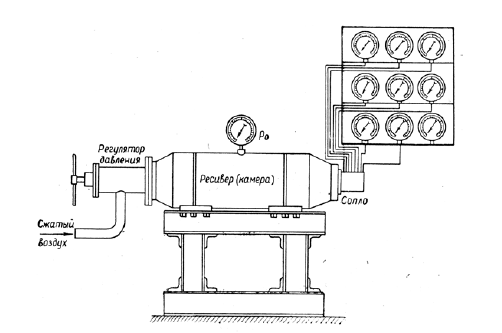 Регулятор
давления
p₀
Ресивер (камера)
Сопло
Сжатый
воздух